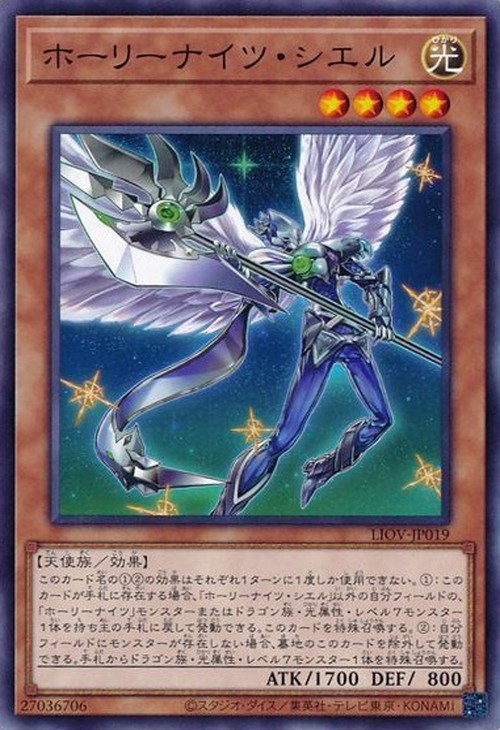 ホーリーナイツ・シエル
光
LIOV-JP019
【天使族／効果】
このカード名の①②の効果はそれぞれ1ターンに1度しか使用できない。①：この
カードが手札に存在する場合、「ホーリーナイツ・シエル」以外の自分フィールドの、
「ホーリーナイツ」モンスターまたはドラゴン族・光属性・レベル7モンスター
1体を持ち主の手札に戻して発動できる。このカードを特殊召喚する。②：自分
フィールドにモンスターが存在しない場合、墓地のこのカードを除外して発動
できる。手札からドラゴン族・光属性・レベル7モンスター1体を特殊召喚する。
ATK/1700 DEF/ 800
27036706 ©スタジオ・ダイス／集英社・テレビ東京・KONAMI